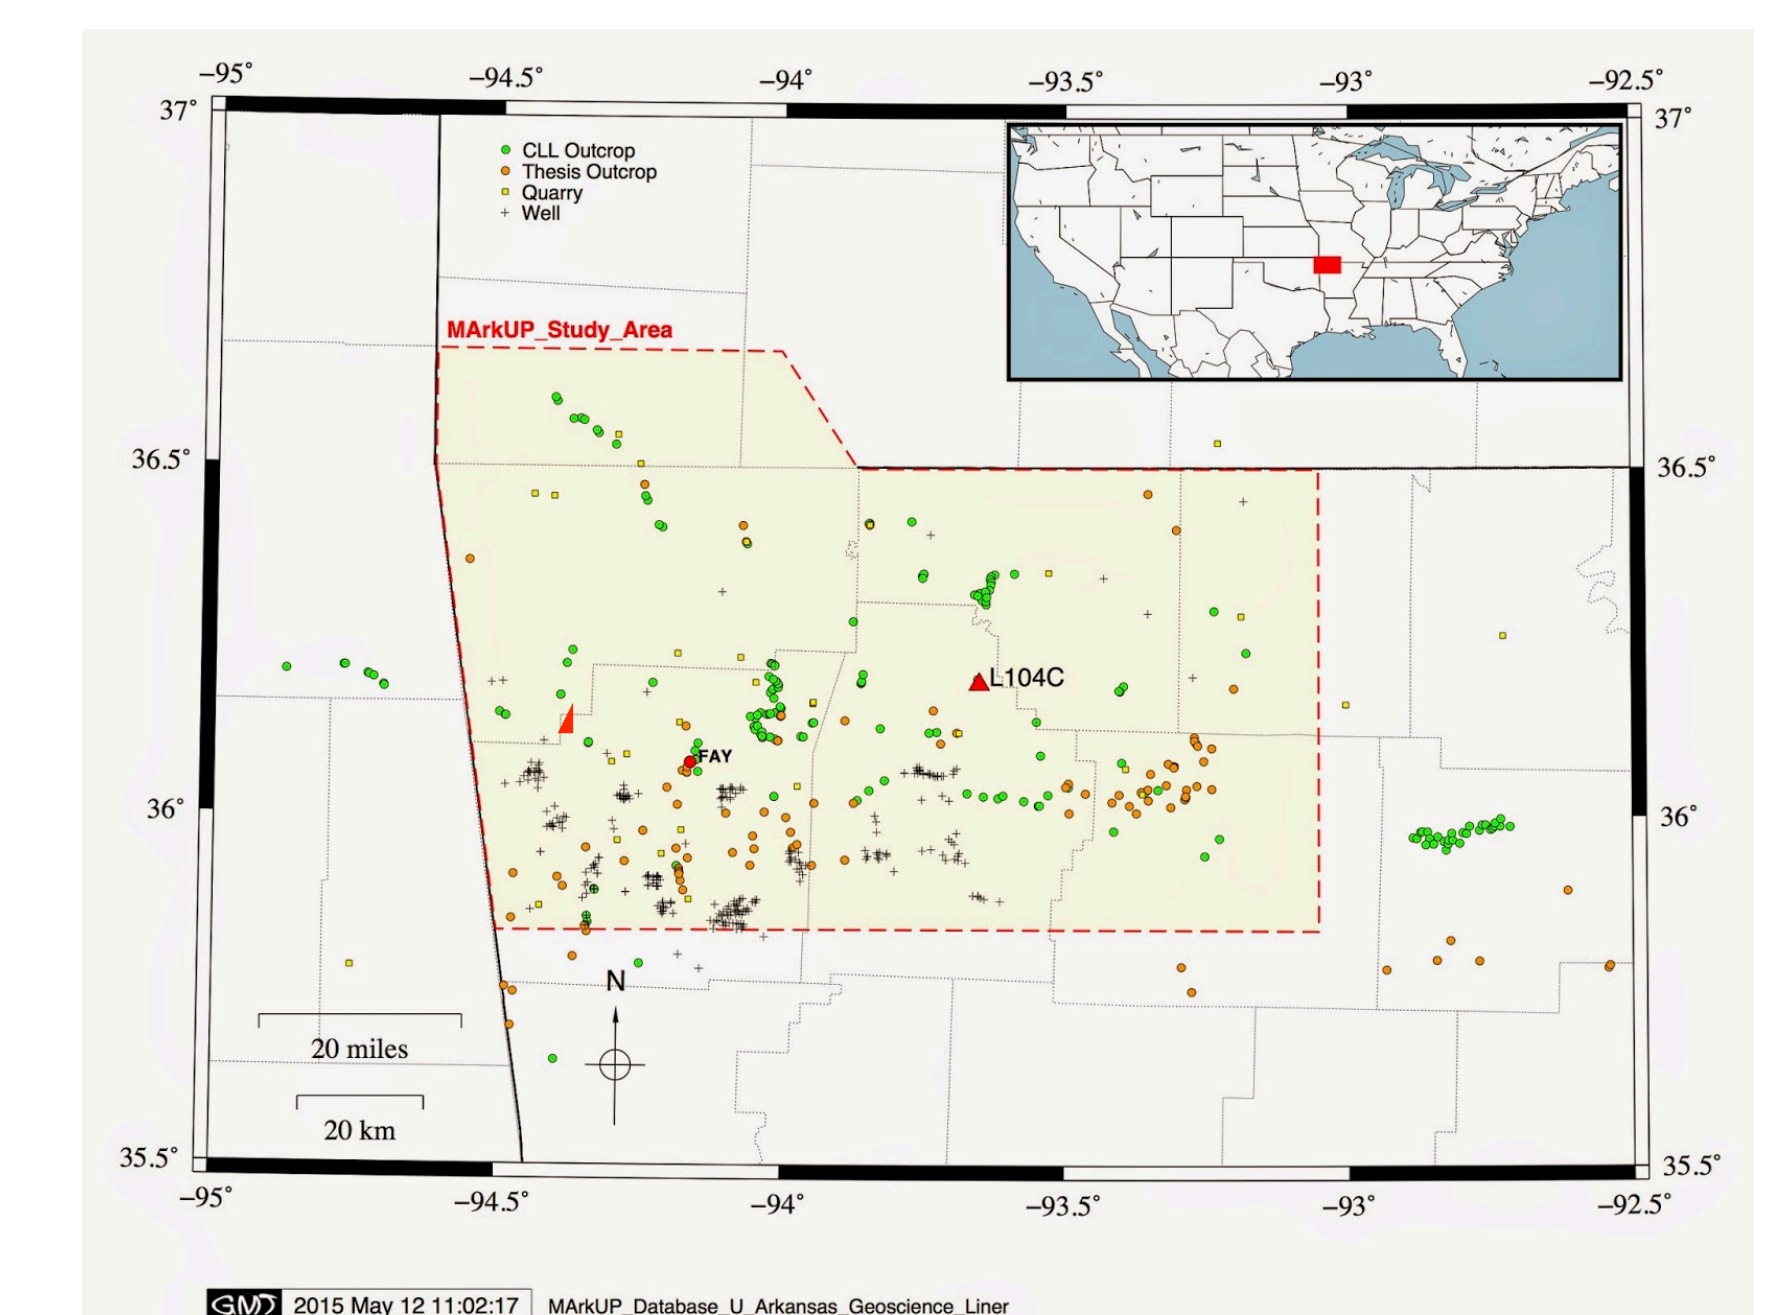 −95° −94.5° −94° −93.5° −93° −92.5°
37° 37°
CLL Outcrop
Thesis Outcrop
Quarry
Well
MArkUP_Study_Area
36.5° 36.5°
L104C
FAY
36° 36°
N
20 miles
20 km
35.5° 35.5°
−95° −94.5° −94° −93.5° −93° −92.5°
GMT 2015 May 12 11:02:17 MArkUP_Database_U_Arkansas_Geoscience_Liner